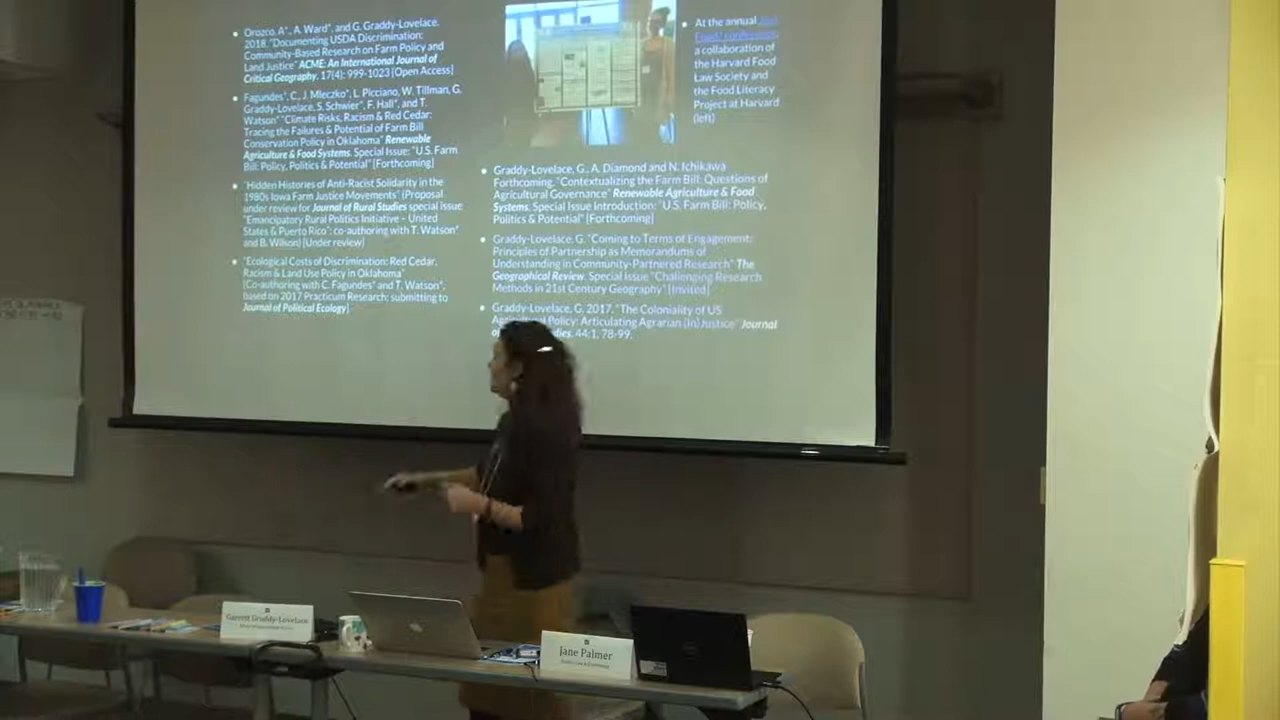 Orozco, A*., A. Ward*, and G. Graddy-Lovelace.
2018. "Documenting USDA Discrimination:
Community-Based Research on Farm Policy and
Land Justice" ACME: An International Journal of
Critical Geography. 17(4): 999-1023 [Open Access]
Fagundes*, C., J. Mleczko*, L. Picciano, W. Tillman, G.
Graddy-Lovelace, S. Schwier*, F. Hall*, and T.
Watson* "Climate Risks, Racism & Red Cedar:
Tracing the Failures & Potential of Farm Bill
Conservation Policy in Oklahoma" Renewable
Agriculture & Food Systems. Special Issue: "U.S. Farm
Bill: Policy, Politics & Potential" [Forthcoming]
"Hidden Histories of Anti-Racist Solidarity in the
1980s Iowa Farm Justice Movements" (Proposal
under review for Journal of Rural Studies special issue
"Emancipatory Rural Politics Initiative – United
States & Puerto Rico": co-authoring with T. Watson*
and B. Wilson) [Under review]
"Ecological Costs of Discrimination: Red Cedar,
Racism & Land Use Policy in Oklahoma"
[Co-authoring with C. Fagundes* and T. Watson*,
based on 2017 Practicum Research; submitting to
Journal of Political Ecology]
At the annual Just
Food? conference,
a collaboration of
the Harvard Food
Law Society and
the Food Literacy
Project at Harvard
(left)
Graddy-Lovelace, G., A. Diamond and N. Ichikawa
Forthcoming. "Contextualizing the Farm Bill: Questions of
Agricultural Governance" Renewable Agriculture & Food
Systems. Special Issue Introduction: "U.S. Farm Bill: Policy,
Politics & Potential" [Forthcoming]
Graddy-Lovelace, G. "Coming to Terms of Engagement:
Principles of Partnership as Memorandums of
Understanding in Community-Partnered Research" The
Geographical Review. Special Issue "Challenging Research
Methods in 21st Century Geography" [Invited]
Graddy-Lovelace, G. 2017. "The Coloniality of US
Policy: Articulating Agrarian (In)Justice" Journal
44:1, 78-99.
Garrett Graddy-Lovelace
Jane Palmer